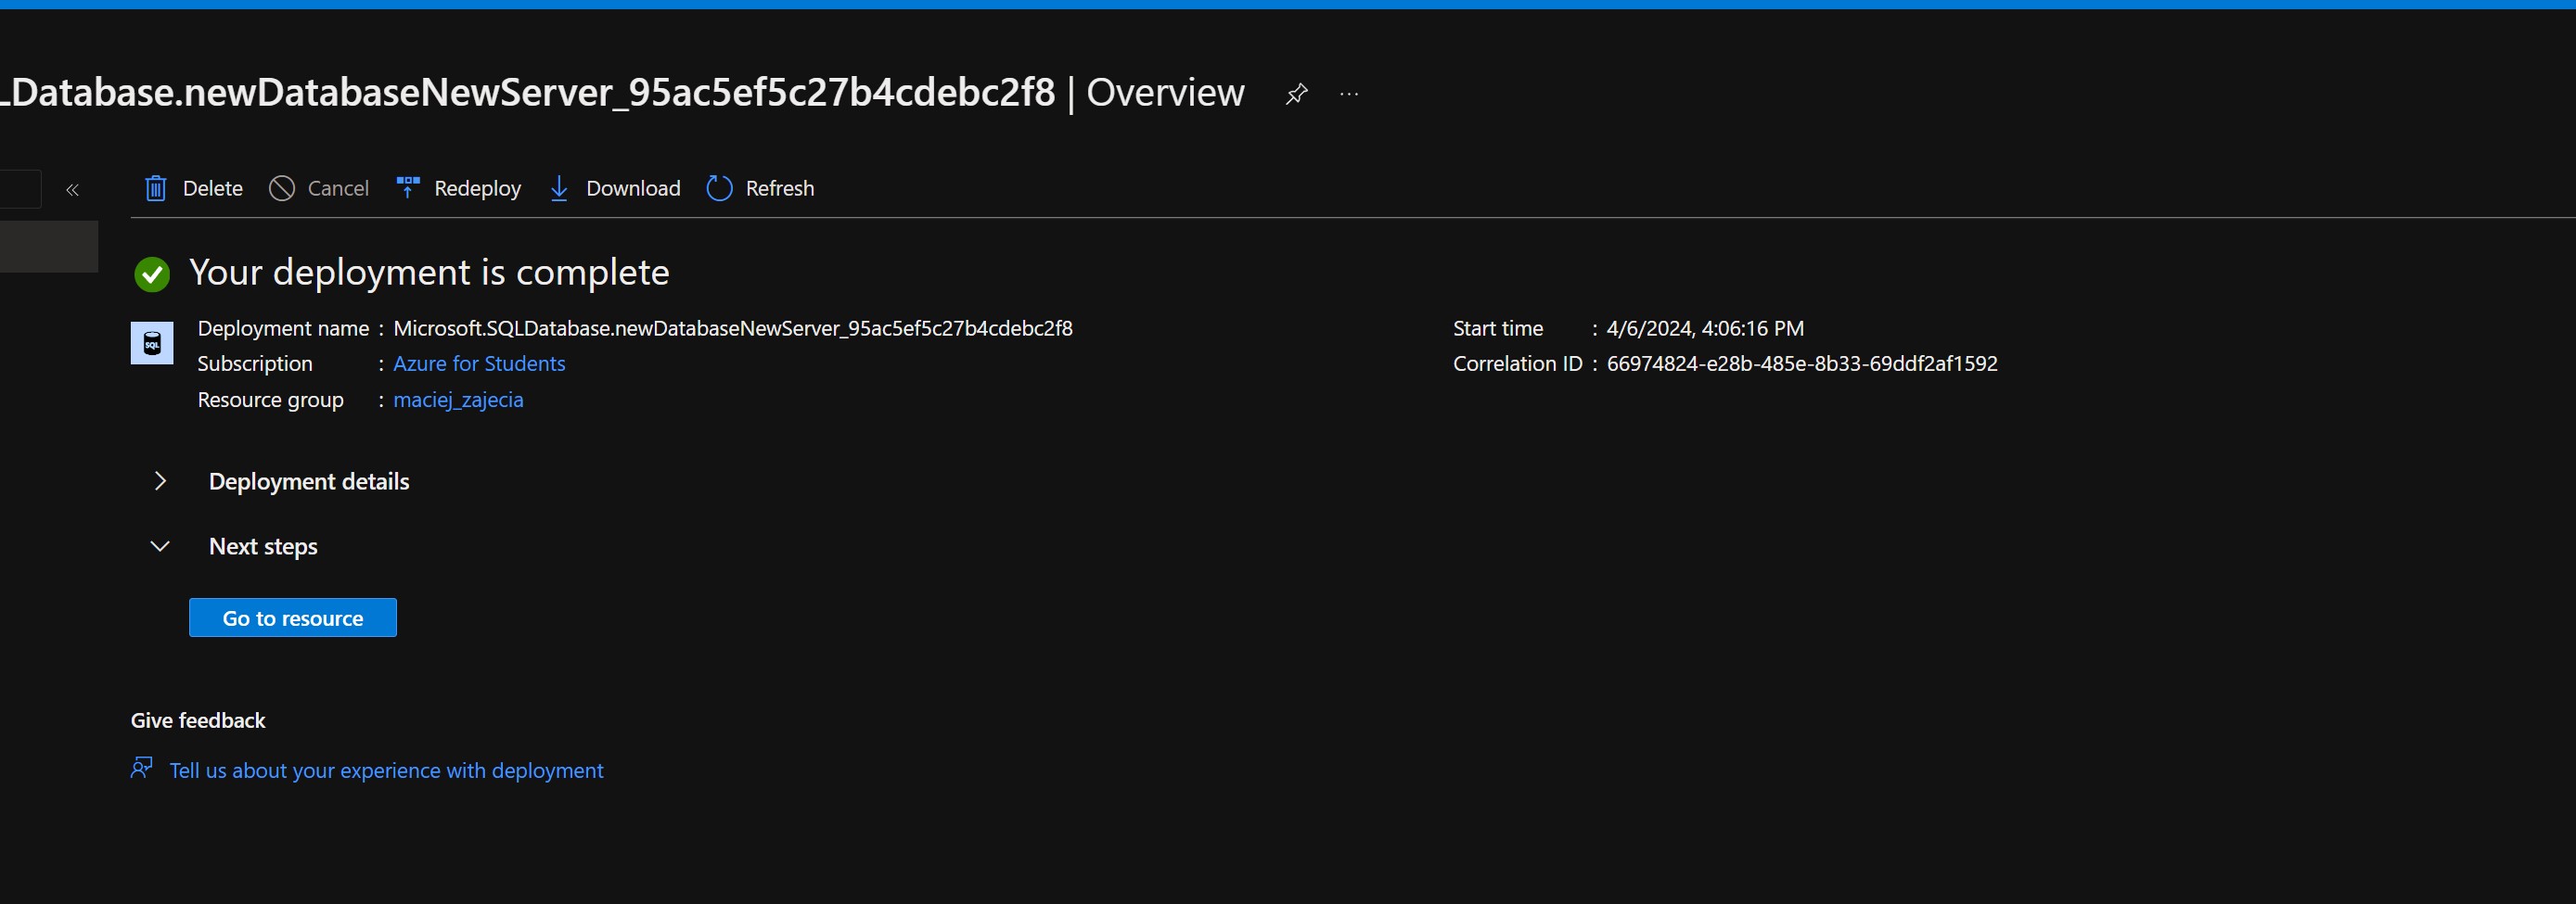 LDatabase.newDatabaseNewServer_95ac5ef5c27b4cdebc2f8 | Overview
Delete Cancel Redeploy Download Refresh
Your deployment is complete
Deployment name : Microsoft.SQLDatabase.newDatabaseNewServer_95ac5ef5c27b4cdebc2f8
Start time : 4/6/2024, 4:06:16 PM
SQL
Subscription : Azure for Students
Correlation ID : 66974824-e28b-485e-8b33-69ddf2af1592
Resource group : maciej_zajecia
Deployment details
Next steps
Go to resource
Give feedback
Tell us about your experience with deployment